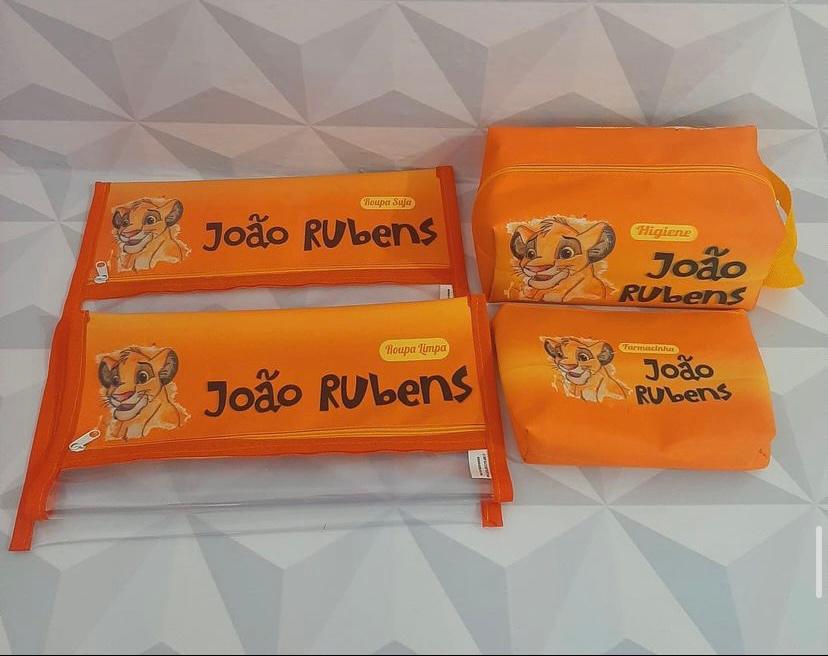 Roupa Suja
João Rubens
Roupa Limpa
João Rubens
Higiene
João
Rubens
Farmacinha
João
Rubens